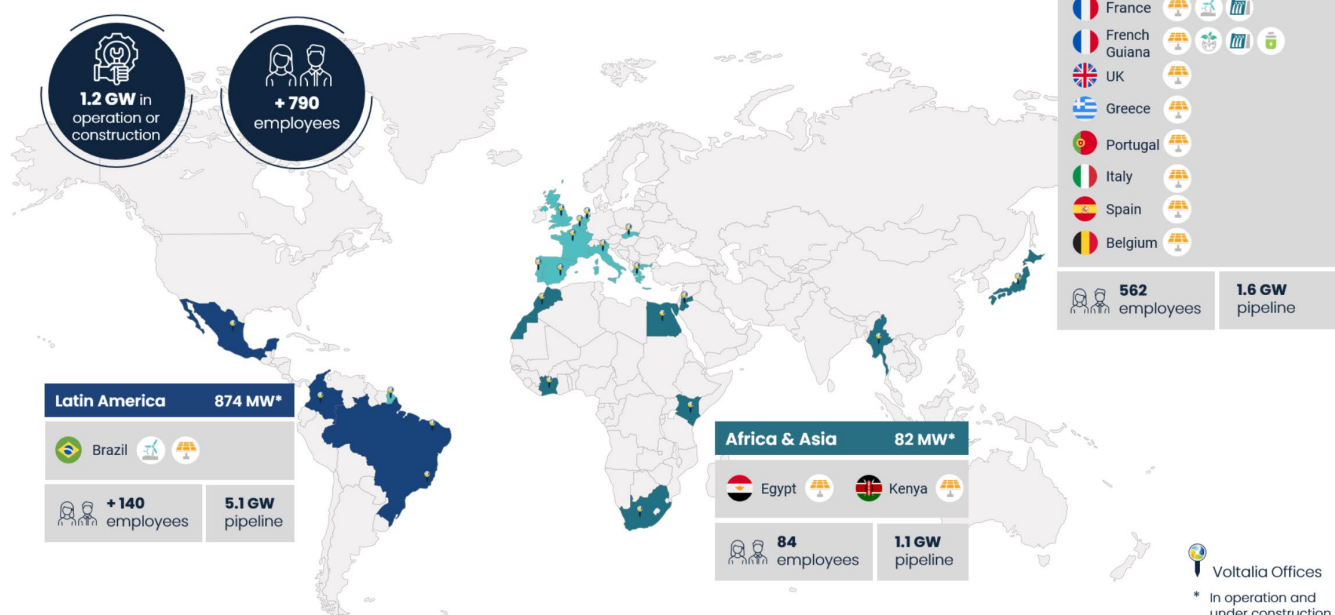 1.2 GW in
operation or
construction
+ 790
employees
France
French
Guiana
UK
Greece
Portugal
Italy
Spain
Belgium
562
employees
1.6 GW
pipeline
Latin America 874 MW*
Brazil
+ 140
employees
5.1 GW
pipeline
Africa & Asia 82 MW*
Egypt Kenya
84
employees
1.1 GW
pipeline
Voltalia Offices
* In operation and
under construction